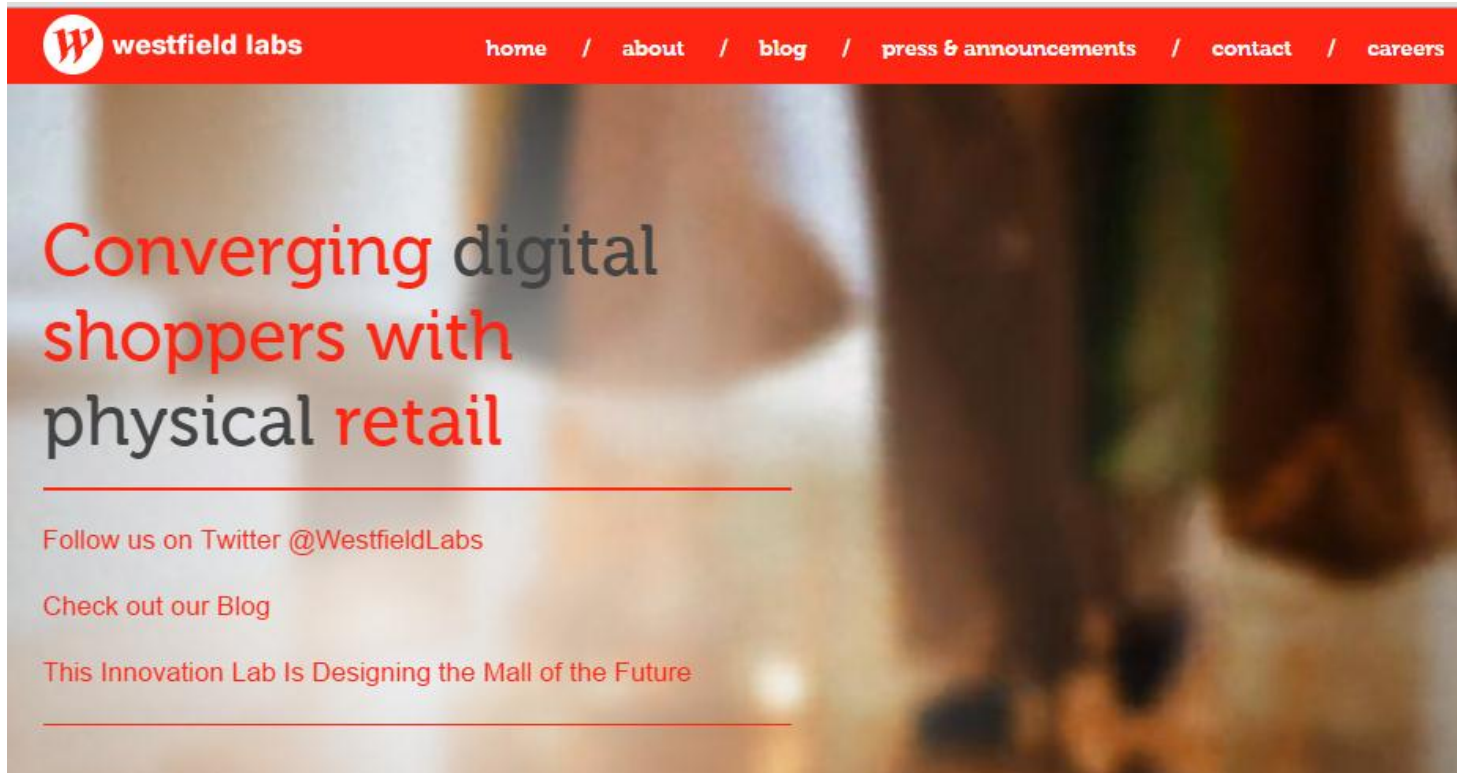 westfield labs
home / about / blog / press & announcements / contact / careers
Converging digital
shoppers with
physical retail
Follow us on Twitter @WestfieldLabs
Check out our Blog
This Innovation Lab Is Designing the Mall of the Future